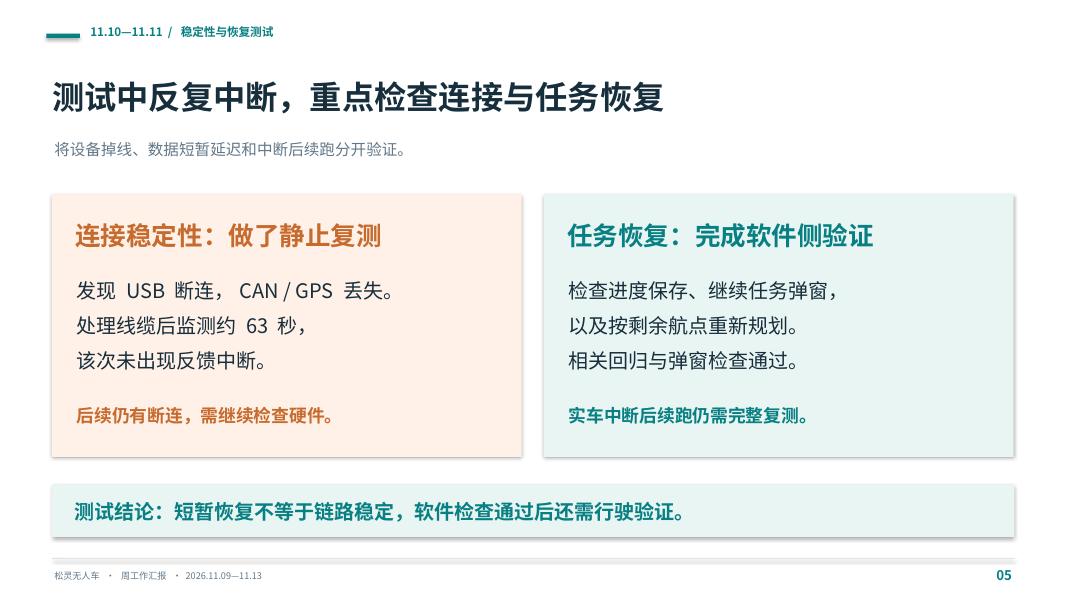 11.10—11.11 / 稳定性与恢复测试
测试中反复中断，重点检查连接与任务恢复
将设备掉线、数据短暂延迟和中断后续跑分开验证。
连接稳定性：做了静止复测
发现 USB 断连， CAN / GPS 丢失。
处理线缆后监测约 63 秒，
该次未出现反馈中断。
后续仍有断连，需继续检查硬件。
任务恢复：完成软件侧验证
检查进度保存、继续任务弹窗，
以及按剩余航点重新规划。
相关回归与弹窗检查通过。
实车中断后续跑仍需完整复测。
测试结论：短暂恢复不等于链路稳定，软件检查通过后还需行驶验证。
松灵无人车 · 周工作汇报 · 2026.11.09—11.13
05